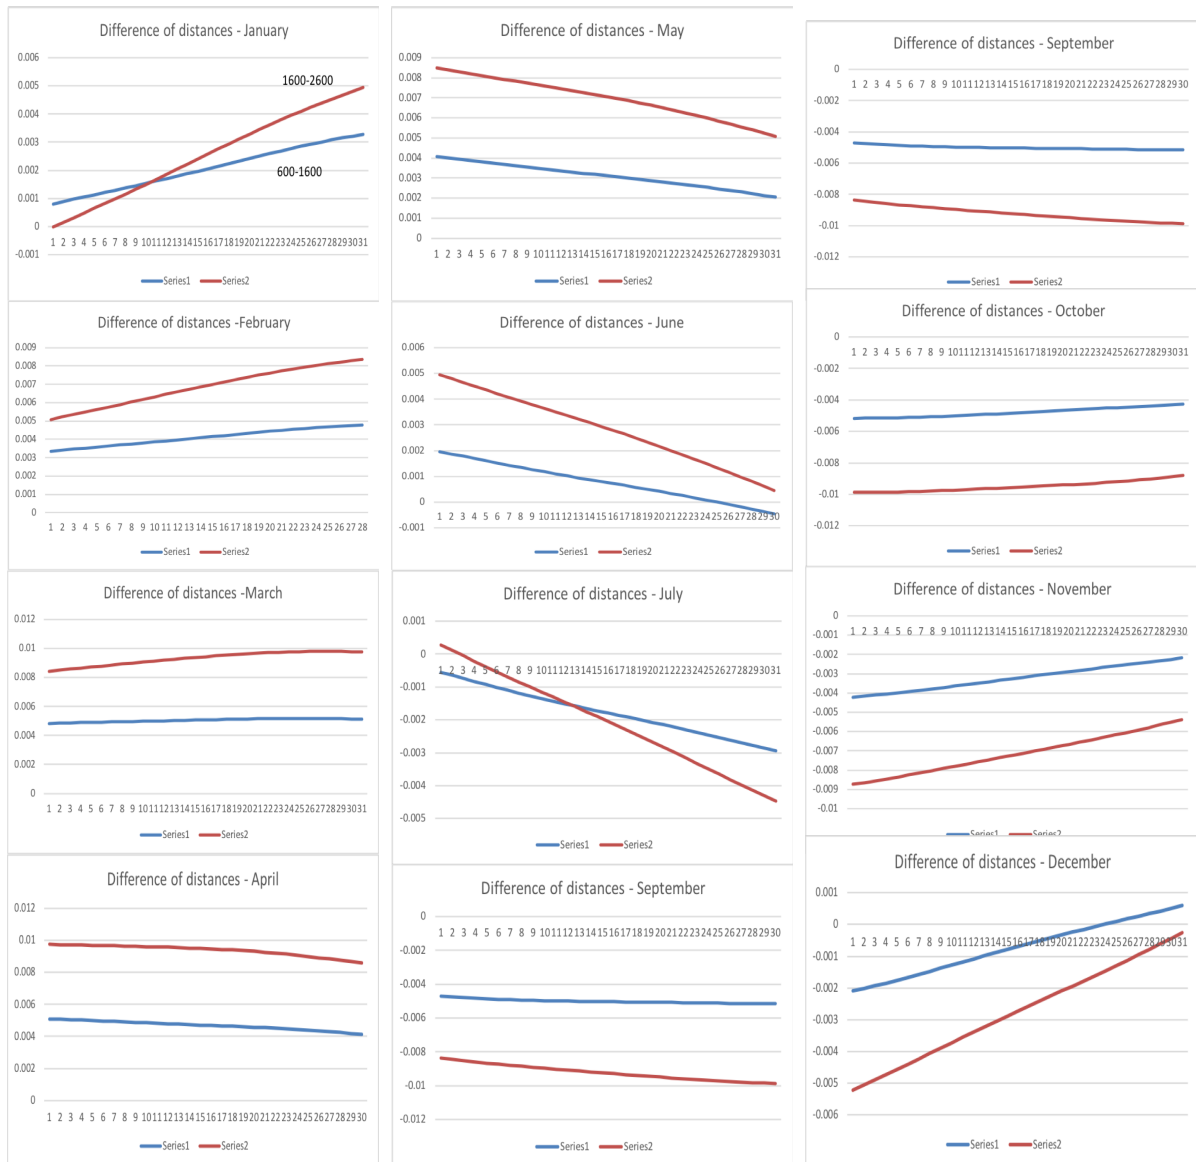 Difference of distances - January
0.006
0.005
0.004
0.003
0.002
0.001
0
-0.001
1600-2600
600-1600
1 2 3 4 5 6 7 8 9 10 11 12 13 14 15 16 17 18 19 20 21 22 23 24 25 26 27 28 29 30 31
Series1 Series2
Difference of distances -February
0.009
0.008
0.007
0.006
0.005
0.004
0.003
0.002
0.001
0
1 2 3 4 5 6 7 8 9 10 11 12 13 14 15 16 17 18 19 20 21 22 23 24 25 26 27 28
Series1 Series2
Difference of distances -March
0.012
0.01
0.008
0.006
0.004
0.002
0
1 2 3 4 5 6 7 8 9 10 11 12 13 14 15 16 17 18 19 20 21 22 23 24 25 26 27 28 29 30 31
Series1 Series2
Difference of distances - April
0.012
0.01
0.008
0.006
0.004
0.002
0
1 2 3 4 5 6 7 8 9 10 11 12 13 14 15 16 17 18 19 20 21 22 23 24 25 26 27 28 29 30
Series1 Series2
Difference of distances - May
0.009
0.008
0.007
0.006
0.005
0.004
0.003
0.002
0.001
0
1 2 3 4 5 6 7 8 9 10 11 12 13 14 15 16 17 18 19 20 21 22 23 24 25 26 27 28 29 30 31
Series1 Series2
Difference of distances - June
0.006
0.005
0.004
0.003
0.002
0.001
0
-0.001
1 2 3 4 5 6 7 8 9 10 11 12 13 14 15 16 17 18 19 20 21 22 23 24 25 26 27 28 29 30
Series1 Series2
Difference of distances - July
0.001
0
-0.001
-0.002
-0.003
-0.004
-0.005
1 2 3 4 5 6 7 8 9 10 11 12 13 14 15 16 17 18 19 20 21 22 23 24 25 26 27 28 29 30 31
Series1 Series2
Difference of distances - September
0
-0.002
-0.004
-0.006
-0.008
-0.01
-0.012
1 2 3 4 5 6 7 8 9 10 11 12 13 14 15 16 17 18 19 20 21 22 23 24 25 26 27 28 29 30
Series1 Series2
Difference of distances - September
0
-0.002
-0.004
-0.006
-0.008
-0.01
-0.012
1 2 3 4 5 6 7 8 9 10 11 12 13 14 15 16 17 18 19 20 21 22 23 24 25 26 27 28 29 30
Series1 Series2
Difference of distances - October
0
-0.002
-0.004
-0.006
-0.008
-0.01
-0.012
1 2 3 4 5 6 7 8 9 10 11 12 13 14 15 16 17 18 19 20 21 22 23 24 25 26 27 28 29 30 31
Series1 Series2
Difference of distances - November
0
-0.001
-0.002
-0.003
-0.004
-0.005
-0.006
-0.007
-0.008
-0.009
-0.01
1 2 3 4 5 6 7 8 9 10 11 12 13 14 15 16 17 18 19 20 21 22 23 24 25 26 27 28 29 30
Series1 Series2
Difference of distances - December
0.001
0
-0.001
-0.002
-0.003
-0.004
-0.005
-0.006
1 2 3 4 5 6 7 8 9 10 11 12 13 14 15 16 17 18 19 20 21 22 23 24 25 26 27 28 29 30 31
Series1 Series2